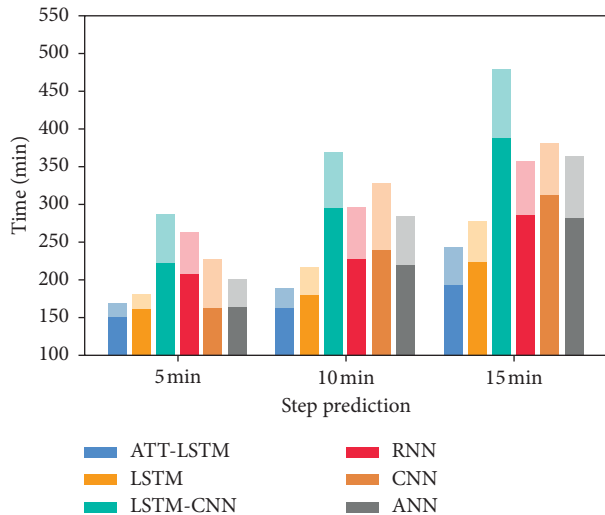 550
500
450
400
350
300
250
200
150
100
Time (min)
5 min
10 min
15 min
Step prediction
ATT-LSTM
LSTM
LSTM-CNN
RNN
CNN
ANN